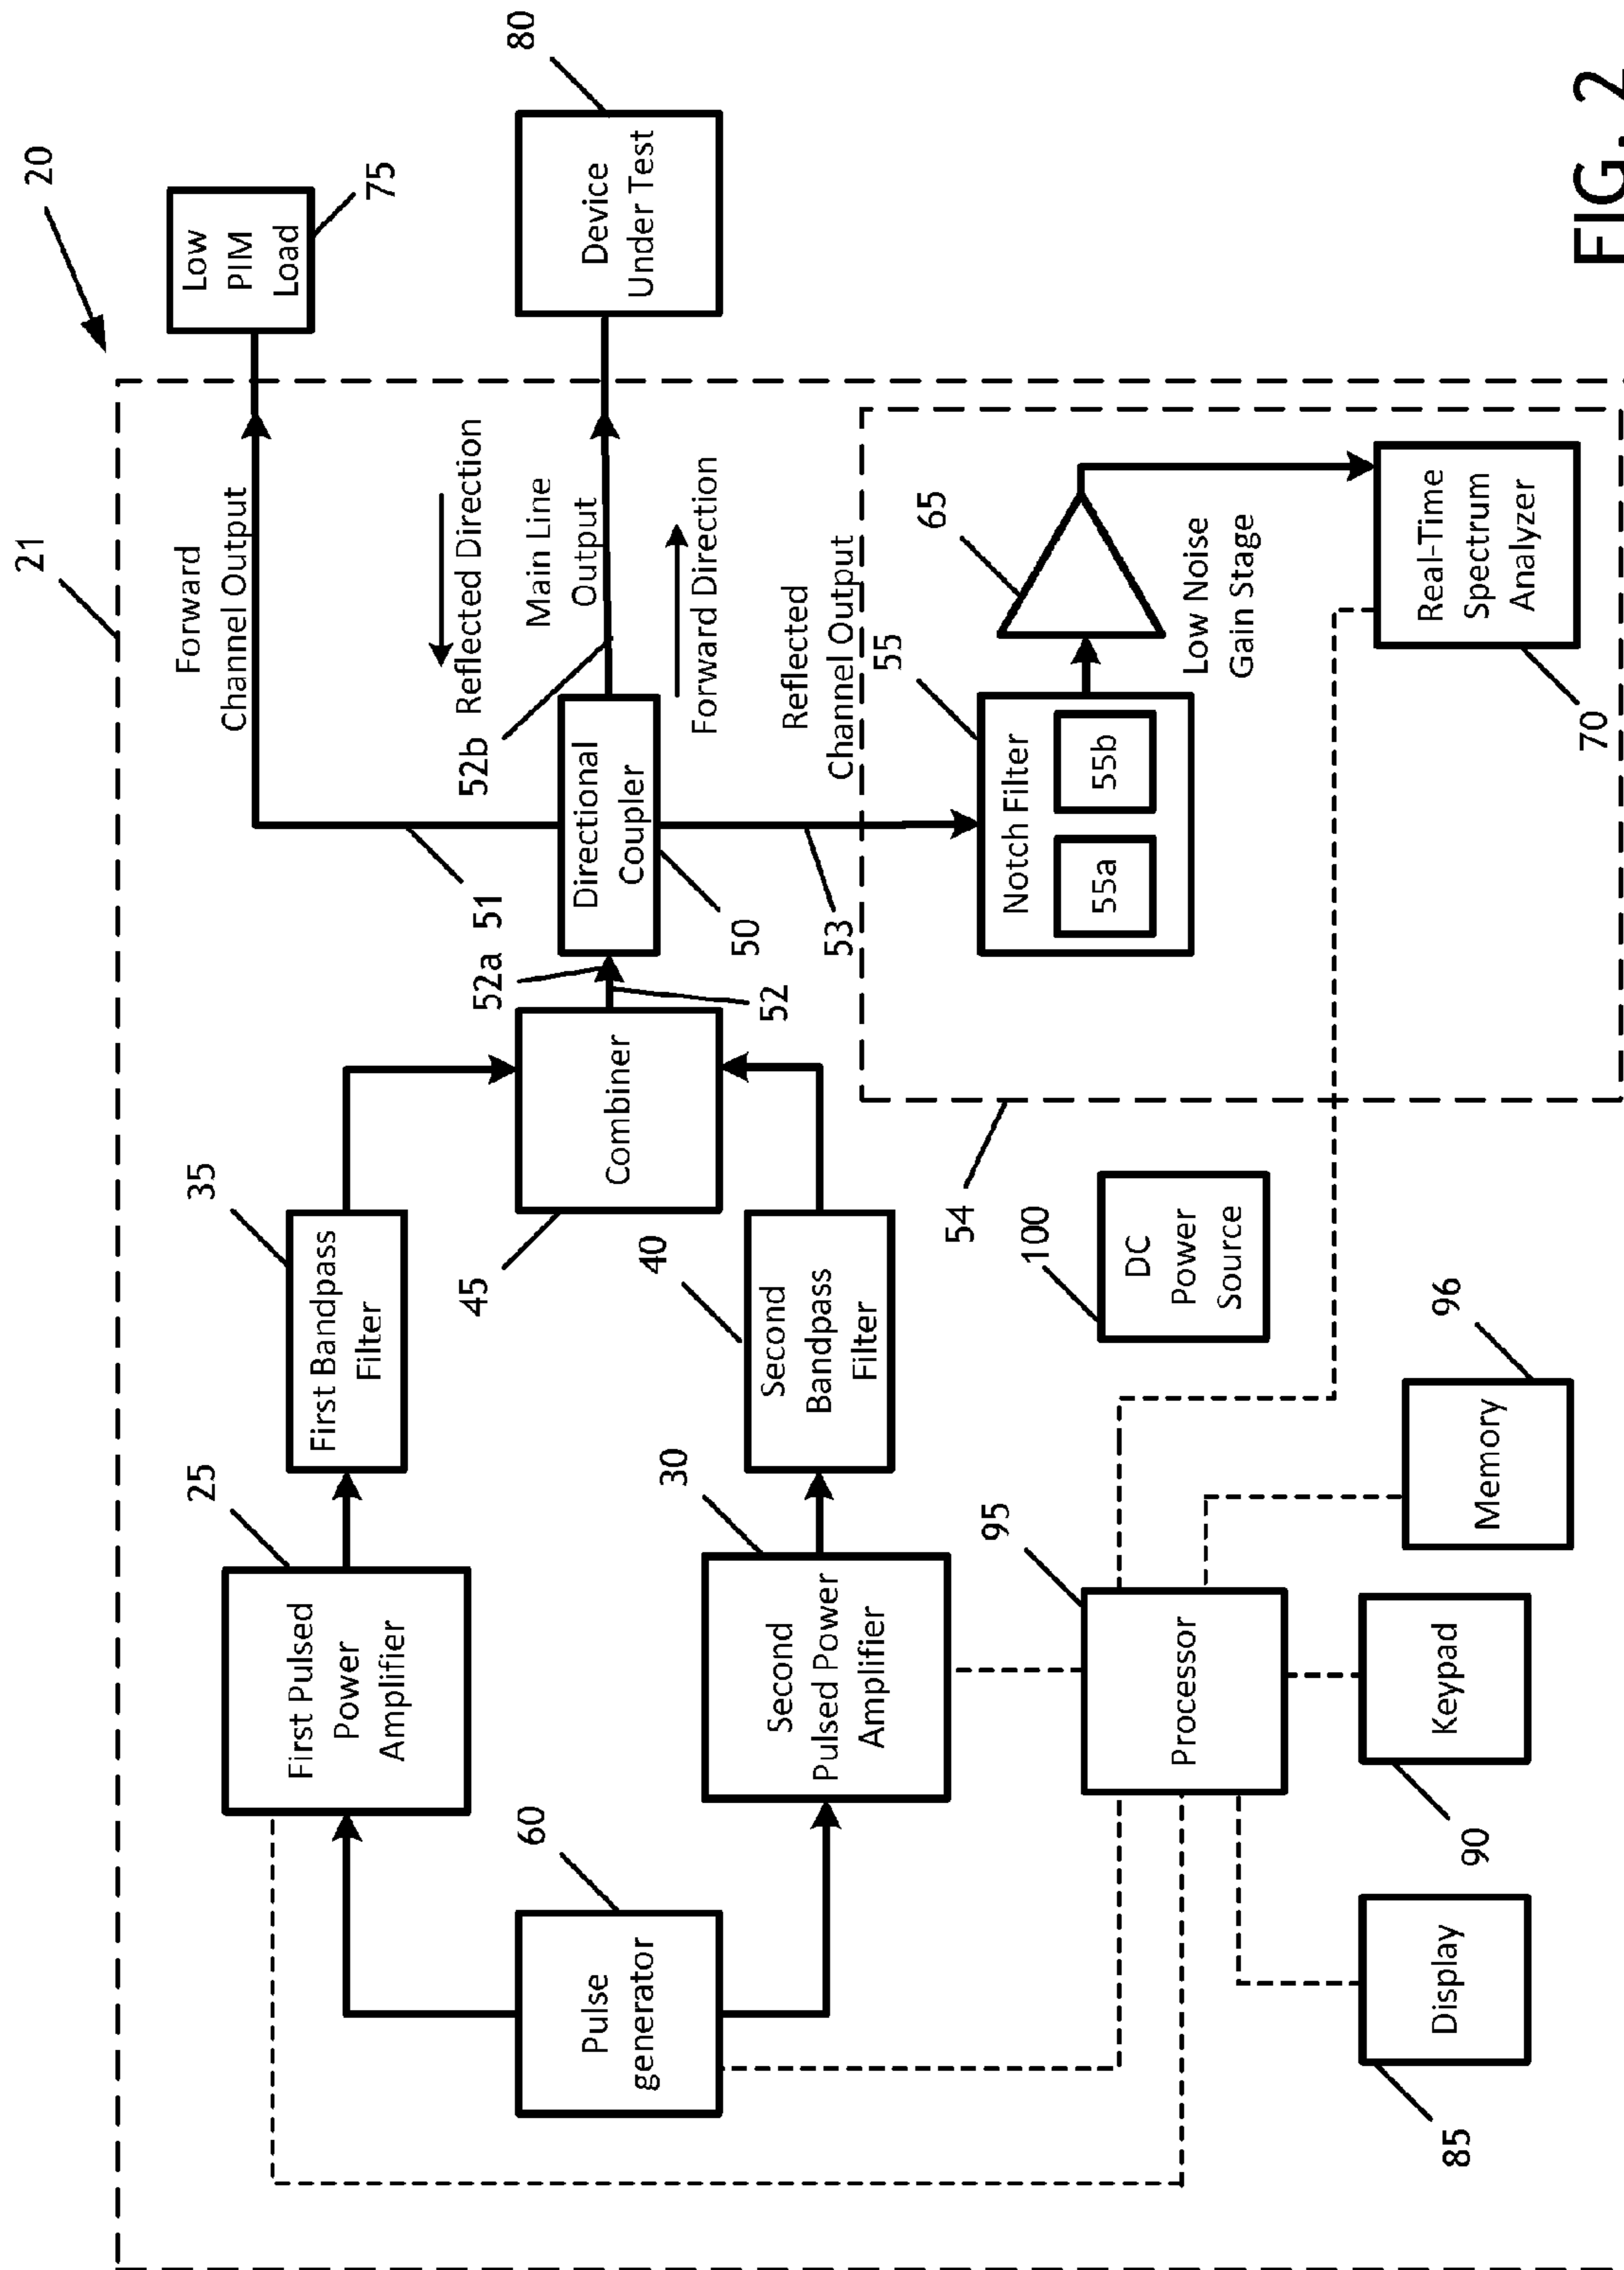 20
21
Low
PIM
Load
75
Forward
Channel Output
Reflected Direction
52b
Main Line
Output
Forward Direction
80
Device
Under Test
25
First Pulsed
Power
Amplifier
35
First Bandpass
Filter
51
52a
52
Directional
Coupler
50
53
Reflected
Channel Output
45
Combiner
60
Pulse
generator
30
Second
Pulsed Power
Amplifier
40
Second
Bandpass
Filter
54
55
Notch Filter
55a
55b
65
Low Noise
Gain Stage
Real-Time
Spectrum
Analyzer
70
100
DC
Power
Source
95
Processor
96
Memory
Keypad
90
Display
85
FIG. 2